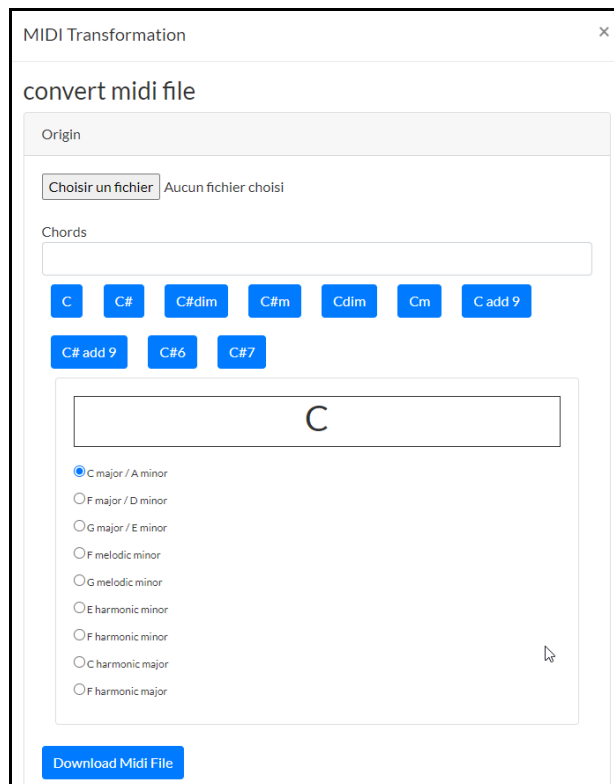 MIDI Transformation ×
convert midi file
Origin
Choisir un fichier Aucun fichier choisi
Chords
C C# C#dim C#m Cdim Cm C add 9
C# add 9 C#6 C#7
C
C major / A minor
F major / D minor
G major / E minor
F melodic minor
G melodic minor
E harmonic minor
F harmonic minor
C harmonic major
F harmonic major
Download Midi File